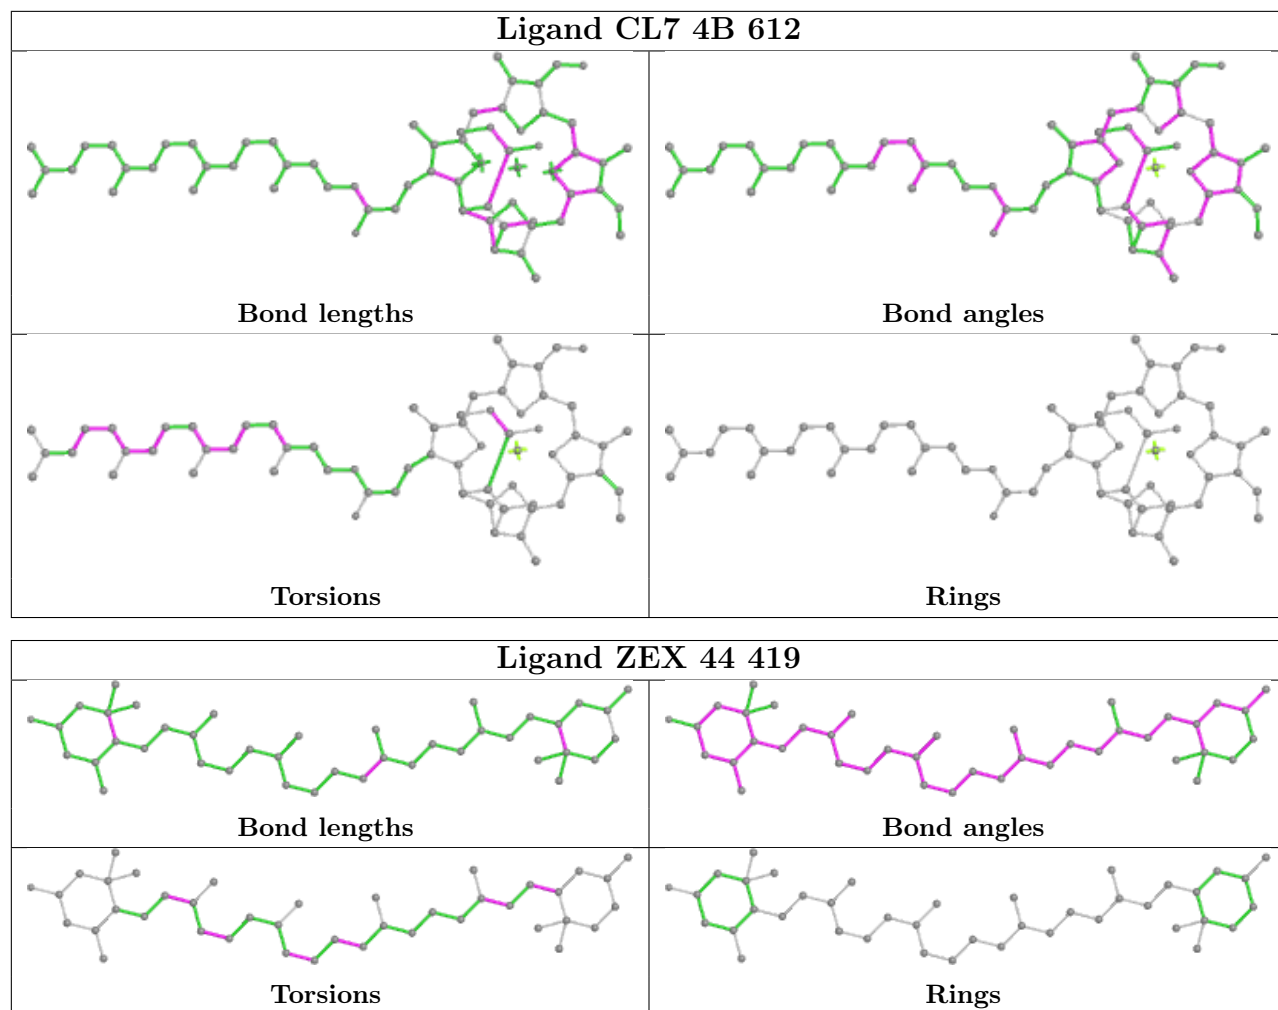 Ligand CL7 4B 612
Bond lengths
Bond angles
Torsions
Rings
Ligand ZEX 44 419
Bond lengths
Bond angles
Torsions
Rings